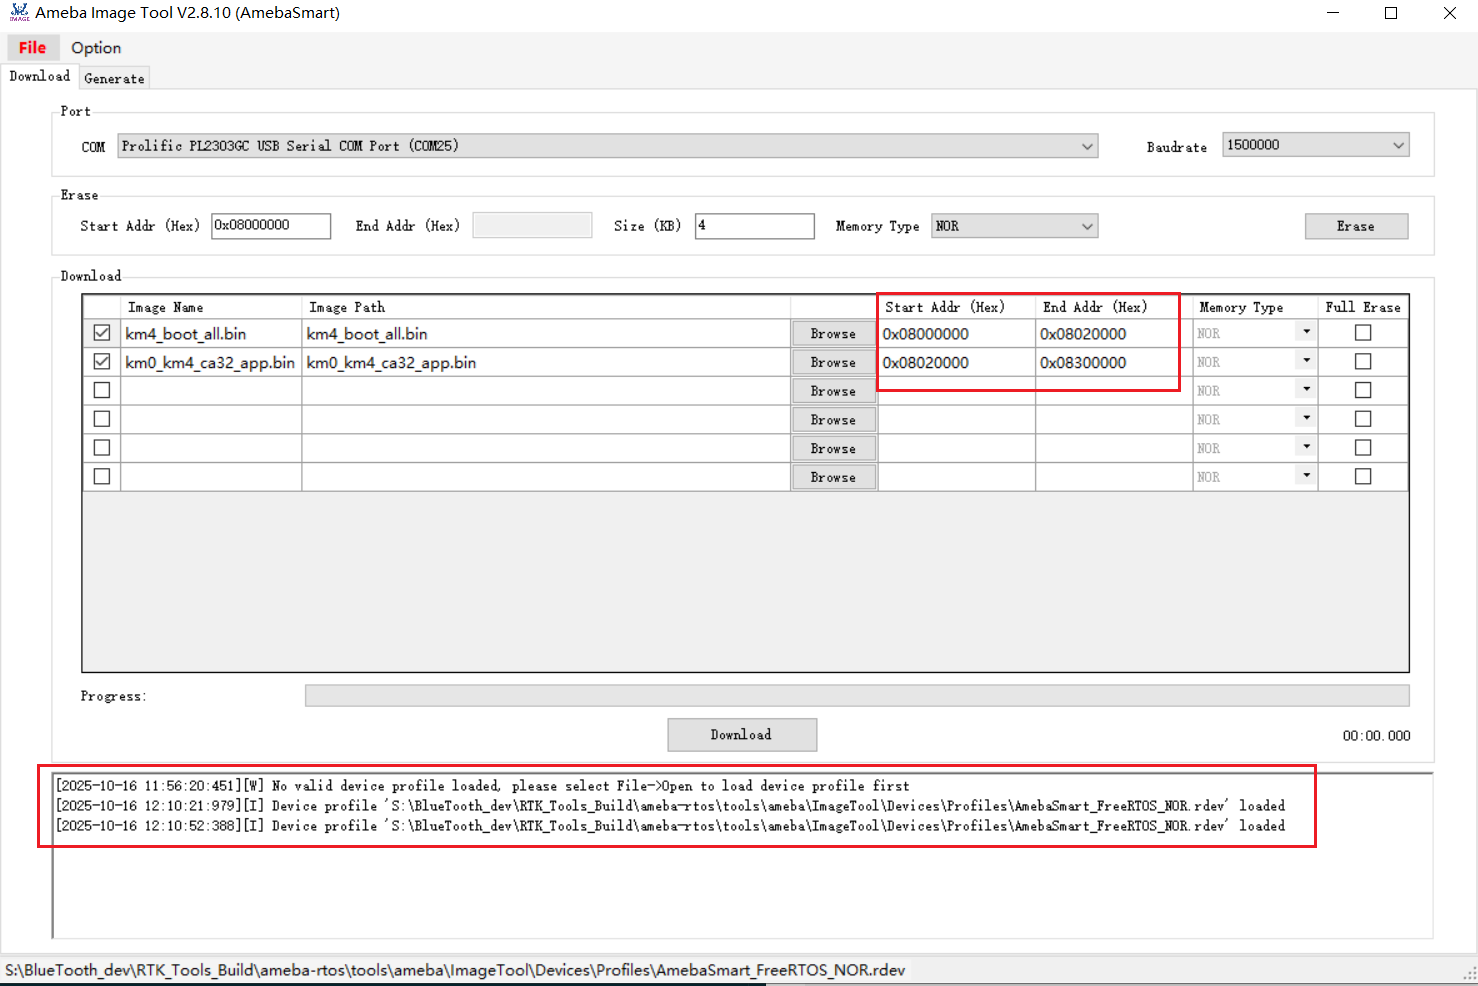 IMAGE Ameba Image Tool V2.8.10 (AmebaSmart)
File Option
Download Generate
Port
COM Prolific PL2303GC USB Serial COM Port (COM25) Baudrate 1500000
Erase
Start Addr (Hex) 0x08000000 End Addr (Hex) Size (KB) 4 Memory Type NOR Erase
Download
Image Name Image Path Start Addr (Hex) End Addr (Hex) Memory Type Full Erase
km4_boot_all.bin km4_boot_all.bin Browse 0x08000000 0x08020000 NOR
km0_km4_ca32_app.bin km0_km4_ca32_app.bin Browse 0x08020000 0x08300000 NOR
Browse NOR
Browse NOR
Browse NOR
Browse NOR
Progress:
Download 00:00.000
[2025-10-16 11:56:20:451][W] No valid device profile loaded, please select File->Open to load device profile first
[2025-10-16 12:10:21:979][I] Device profile 'S:\BlueTooth_dev\RTK_Tools_Build\ameba-rtos\tools\ameba\ImageTool\Devices\Profiles\AmebaSmart_FreeRTOS_NOR.rdev' loaded
[2025-10-16 12:10:52:388][I] Device profile 'S:\BlueTooth_dev\RTK_Tools_Build\ameba-rtos\tools\ameba\ImageTool\Devices\Profiles\AmebaSmart_FreeRTOS_NOR.rdev' loaded
S:\BlueTooth_dev\RTK_Tools_Build\ameba-rtos\tools\ameba\ImageTool\Devices\Profiles\AmebaSmart_FreeRTOS_NOR.rdev